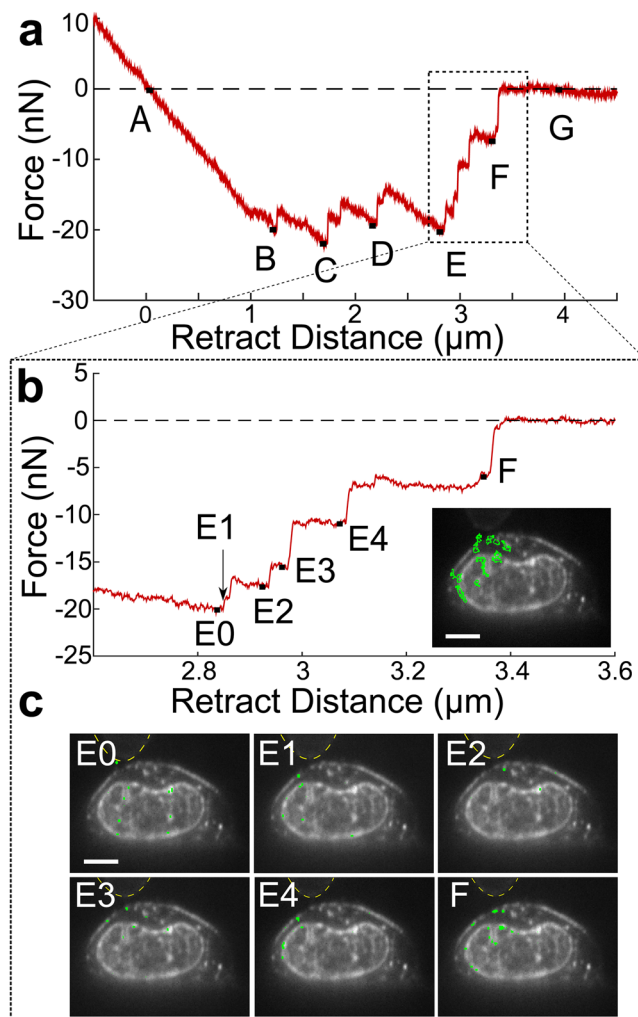 a
10
0
-10
-20
-30
Force (nN)
A
B
C
D
E
F
G
0
1
2
3
4
Retract Distance (µm)
b
5
0
-5
-10
-15
-20
-25
Force (nN)
E1
E0
E2
E3
E4
F
2.8
3
3.2
3.4
3.6
Retract Distance (µm)
c
E0
E1
E2
E3
E4
F